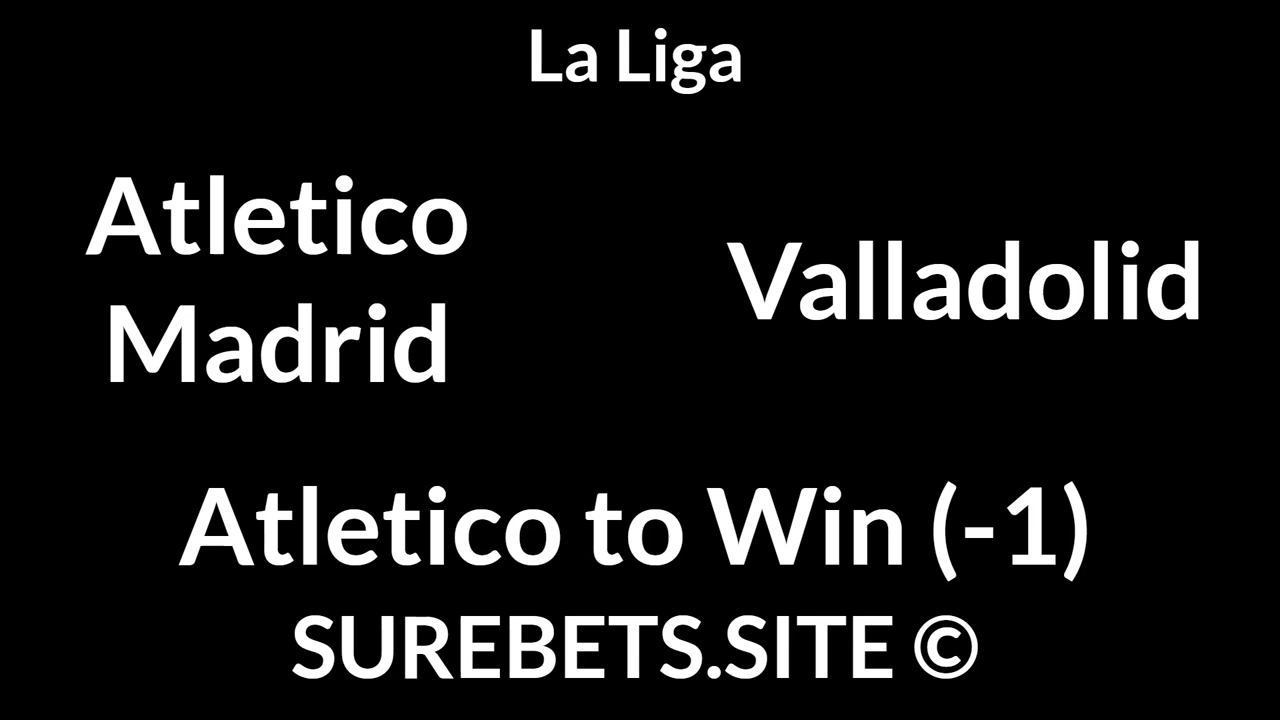 La Liga
Atletico
Madrid
Valladolid
Atletico to Win (-1)
SUREBETS.SITE ©